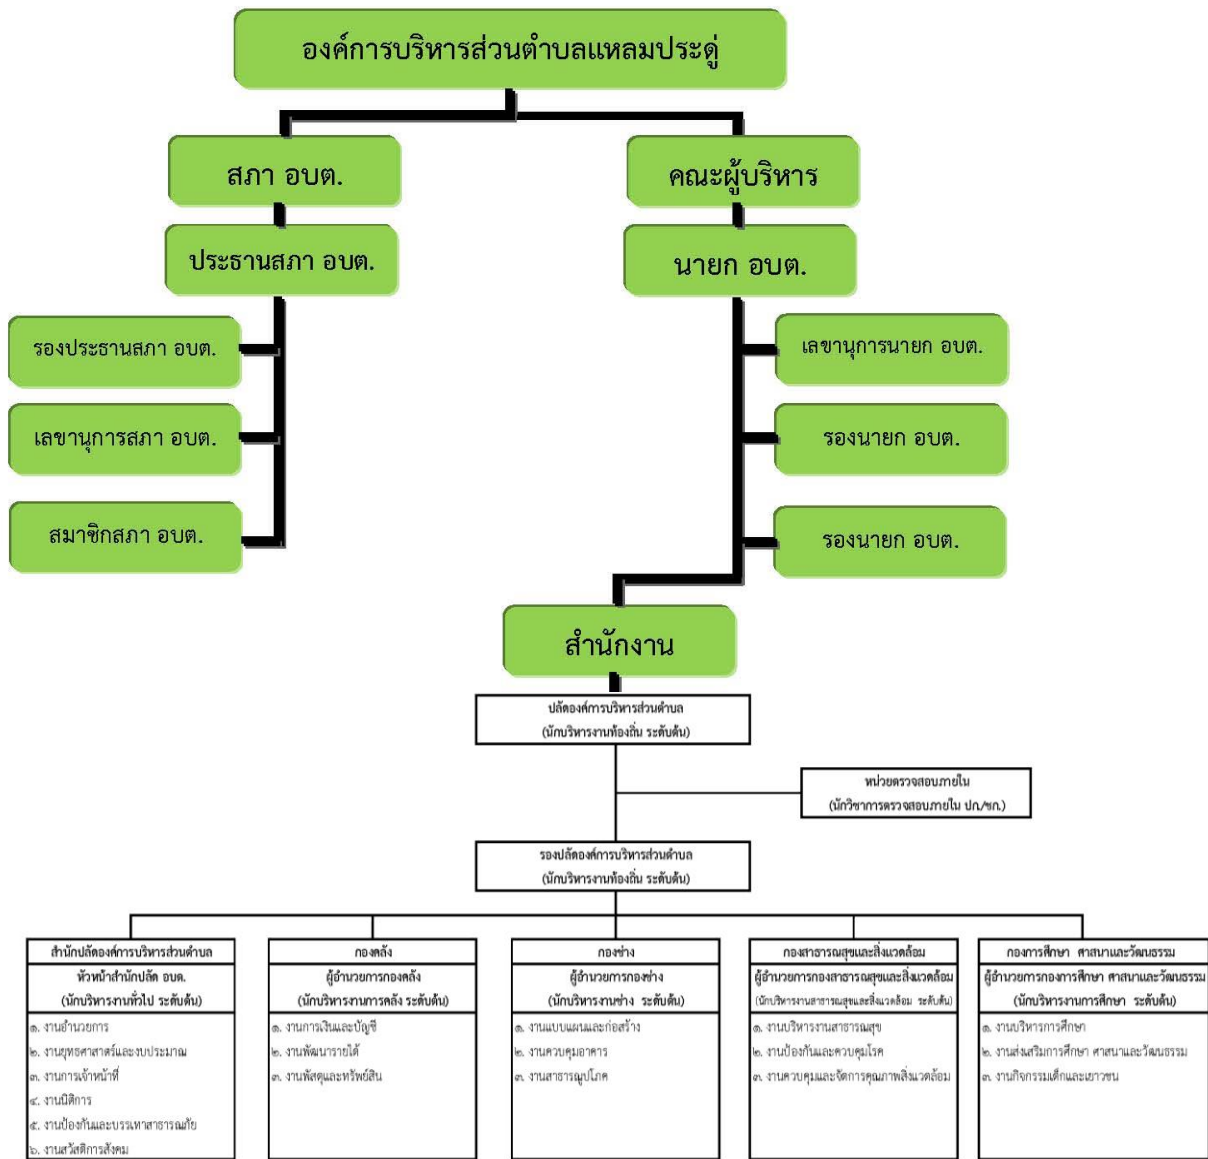 องค์การบริหารส่วนตำบลแหลมประดู่
สภา อบต.
คณะผู้บริหาร
ประธานสภา อบต.
นายก อบต.
รองประธานสภา อบต.
เลขานุการนายก อบต.
เลขานุการสภา อบต.
รองนายก อบต.
สมาชิกสภา อบต.
รองนายก อบต.
สำนักงาน
ปลัดองค์การบริหารส่วนตำบล
(นักบริหารงานท้องถิ่น ระดับต้น)
หน่วยตรวจสอบภายใน
(นักวิชาการตรวจสอบภายใน ปก./ชก.)
รองปลัดองค์การบริหารส่วนตำบล
(นักบริหารงานท้องถิ่น ระดับต้น)
สำนักปลัดองค์การบริหารส่วนตำบล
หัวหน้าสำนักปลัด อบต.
(นักบริหารงานทั่วไป ระดับต้น)
๑. งานอำนวยการ
๒. งานยุทธศาสตร์และงบประมาณ
๓. งานการเจ้าหน้าที่
๔. งานนิติการ
๕. งานป้องกันและบรรเทาสาธารณภัย
๖. งานสวัสดิการสังคม
กองคลัง
ผู้อำนวยการกองคลัง
(นักบริหารงานการคลัง ระดับต้น)
๑. งานการเงินและบัญชี
๒. งานพัฒนารายได้
๓. งานพัสดุและทรัพย์สิน
กองช่าง
ผู้อำนวยการกองช่าง
(นักบริหารงานช่าง ระดับต้น)
๑. งานแบบแผนและก่อสร้าง
๒. งานควบคุมอาคาร
๓. งานสาธารณูปโภค
กองสาธารณสุขและสิ่งแวดล้อม
ผู้อำนวยการกองสาธารณสุขและสิ่งแวดล้อม
(นักบริหารงานสาธารณสุขและสิ่งแวดล้อม ระดับต้น)
๑. งานบริหารงานสาธารณสุข
๒. งานป้องกันและควบคุมโรค
๓. งานควบคุมและจัดการคุณภาพสิ่งแวดล้อม
กองการศึกษา ศาสนาและวัฒนธรรม
ผู้อำนวยการกองการศึกษา ศาสนาและวัฒนธรรม
(นักบริหารงานการศึกษา ระดับต้น)
๑. งานบริหารการศึกษา
๒. งานส่งเสริมการศึกษา ศาสนาและวัฒนธรรม
๓. งานกิจกรรมเด็กและเยาวชน